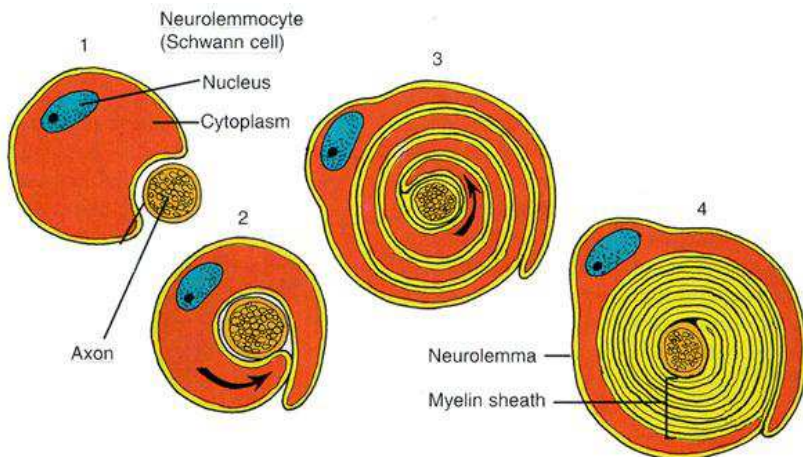 1
Neurolemmocyte
(Schwann cell)
Nucleus
Cytoplasm
Axon
2
3
4
Neurolemma
Myelin sheath